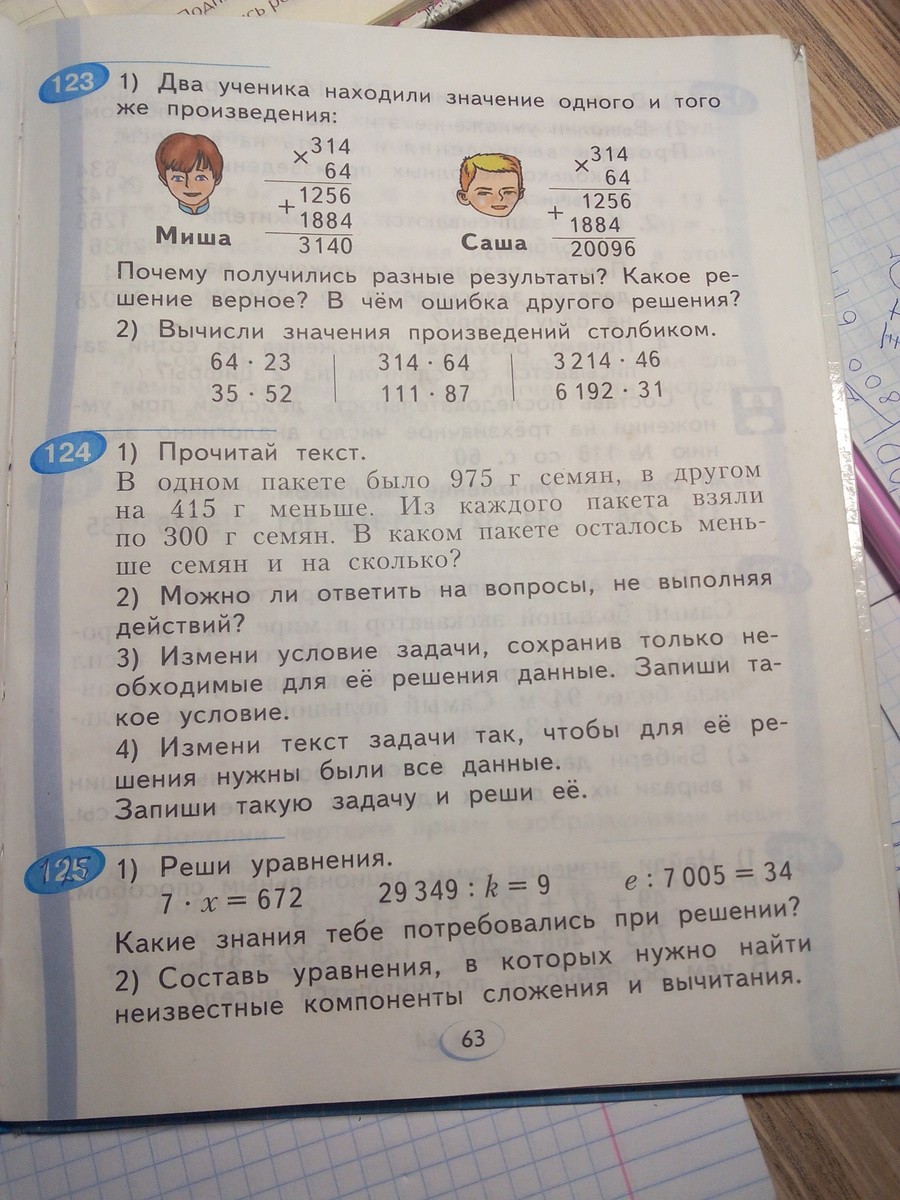 123 1) Два ученика находили значение одного и того
же произведения:
×314
64
+1256
1884
3140
Миша
×314
64
+1256
1884
20096
Саша
Почему получились разные результаты? Какое ре-
шение верное? В чём ошибка другого решения?
2) Вычисли значения произведений столбиком.
64 · 23 314 · 64 3 214 · 46
35 · 52 111 · 87 6 192 · 31
124 1) Прочитай текст.
В одном пакете было 975 г семян, в другом
на 415 г меньше. Из каждого пакета взяли
по 300 г семян. В каком пакете осталось мень-
ше семян и на сколько?
2) Можно ли ответить на вопросы, не выполняя
действий?
3) Измени условие задачи, сохранив только не-
обходимые для её решения данные. Запиши та-
кое условие.
4) Измени текст задачи так, чтобы для её ре-
шения нужны были все данные.
Запиши такую задачу и реши её.
125 1) Реши уравнения.
7 · x = 672 29 349 : k = 9 e : 7 005 = 34
Какие знания тебе потребовались при решении?
2) Составь уравнения, в которых нужно найти
неизвестные компоненты сложения и вычитания.
63